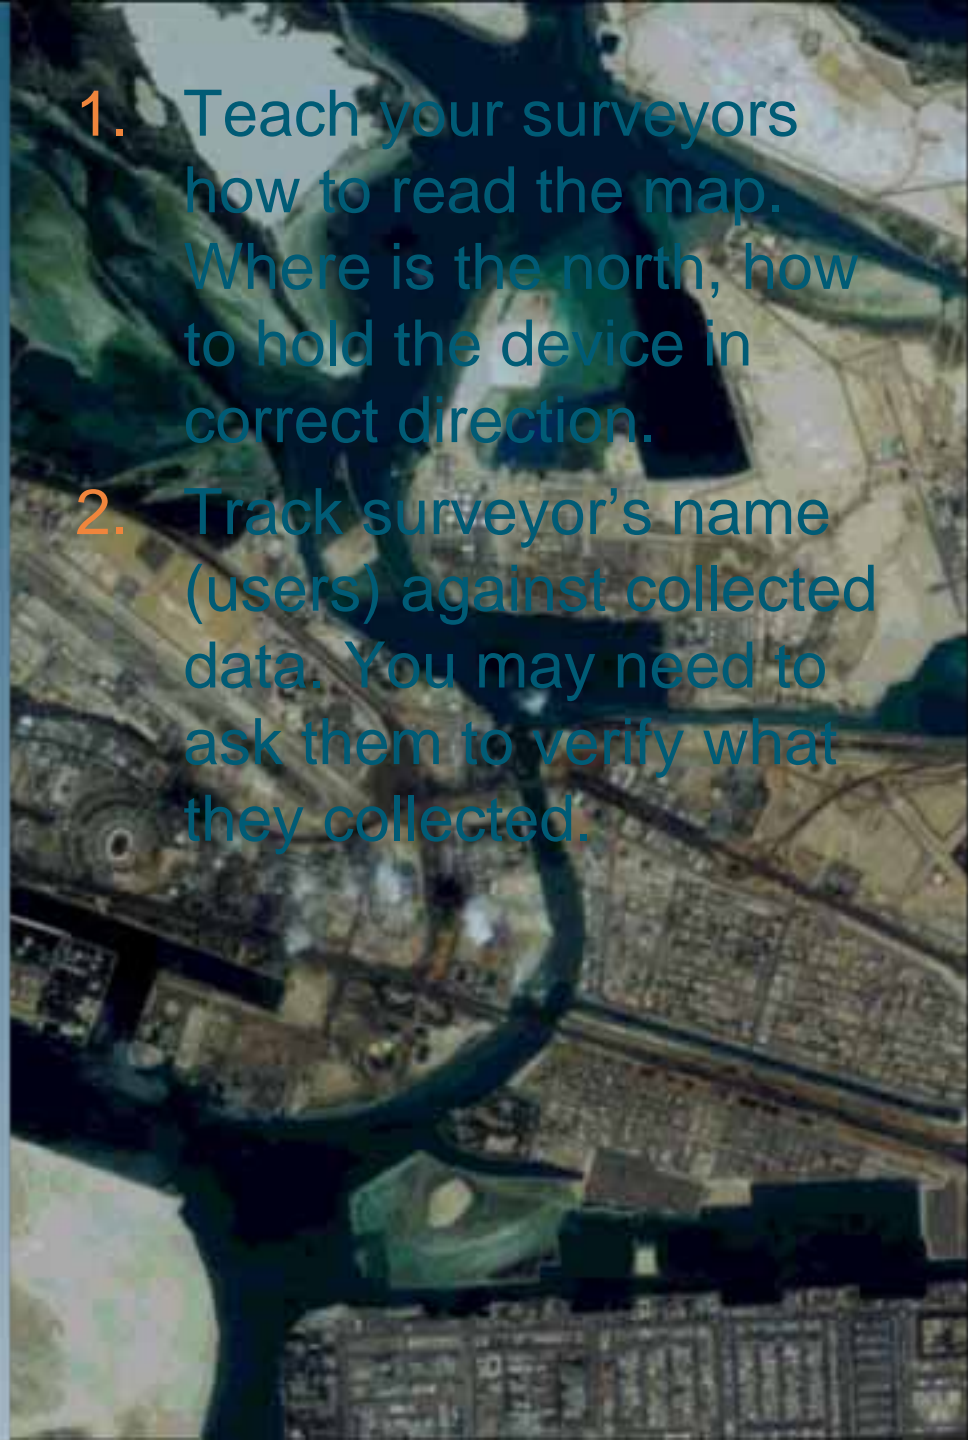 1. Teach your surveyors
how to read the map.
Where is the north, how
to hold the device in
correct direction.
2. Track surveyor’s name
(users) against collected
data. You may need to
ask them to verify what
they collected.